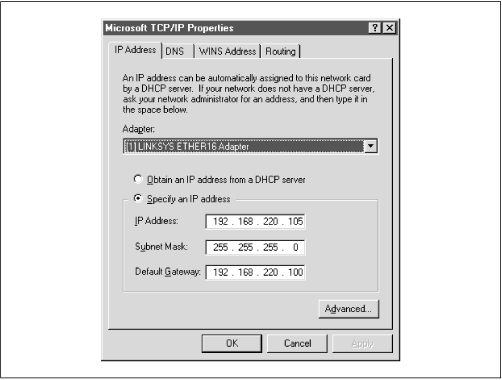 Microsoft TCP/IP Properties
IP Address DNS WINS Address Routing
An IP address can be automatically assigned to this network card
by a DHCP server. If your network does not have a DHCP server,
ask your network administrator for an address, and then type it in
the space below.
Adapter:
[1] LINKSYS ETHER16 Adapter
Obtain an IP address from a DHCP server
Specify an IP address
IP Address: 192 . 168 . 220 . 105
Subnet Mask: 255 . 255 . 255 . 0
Default Gateway: 192 . 168 . 220 . 100
Advanced...
OK Cancel Apply